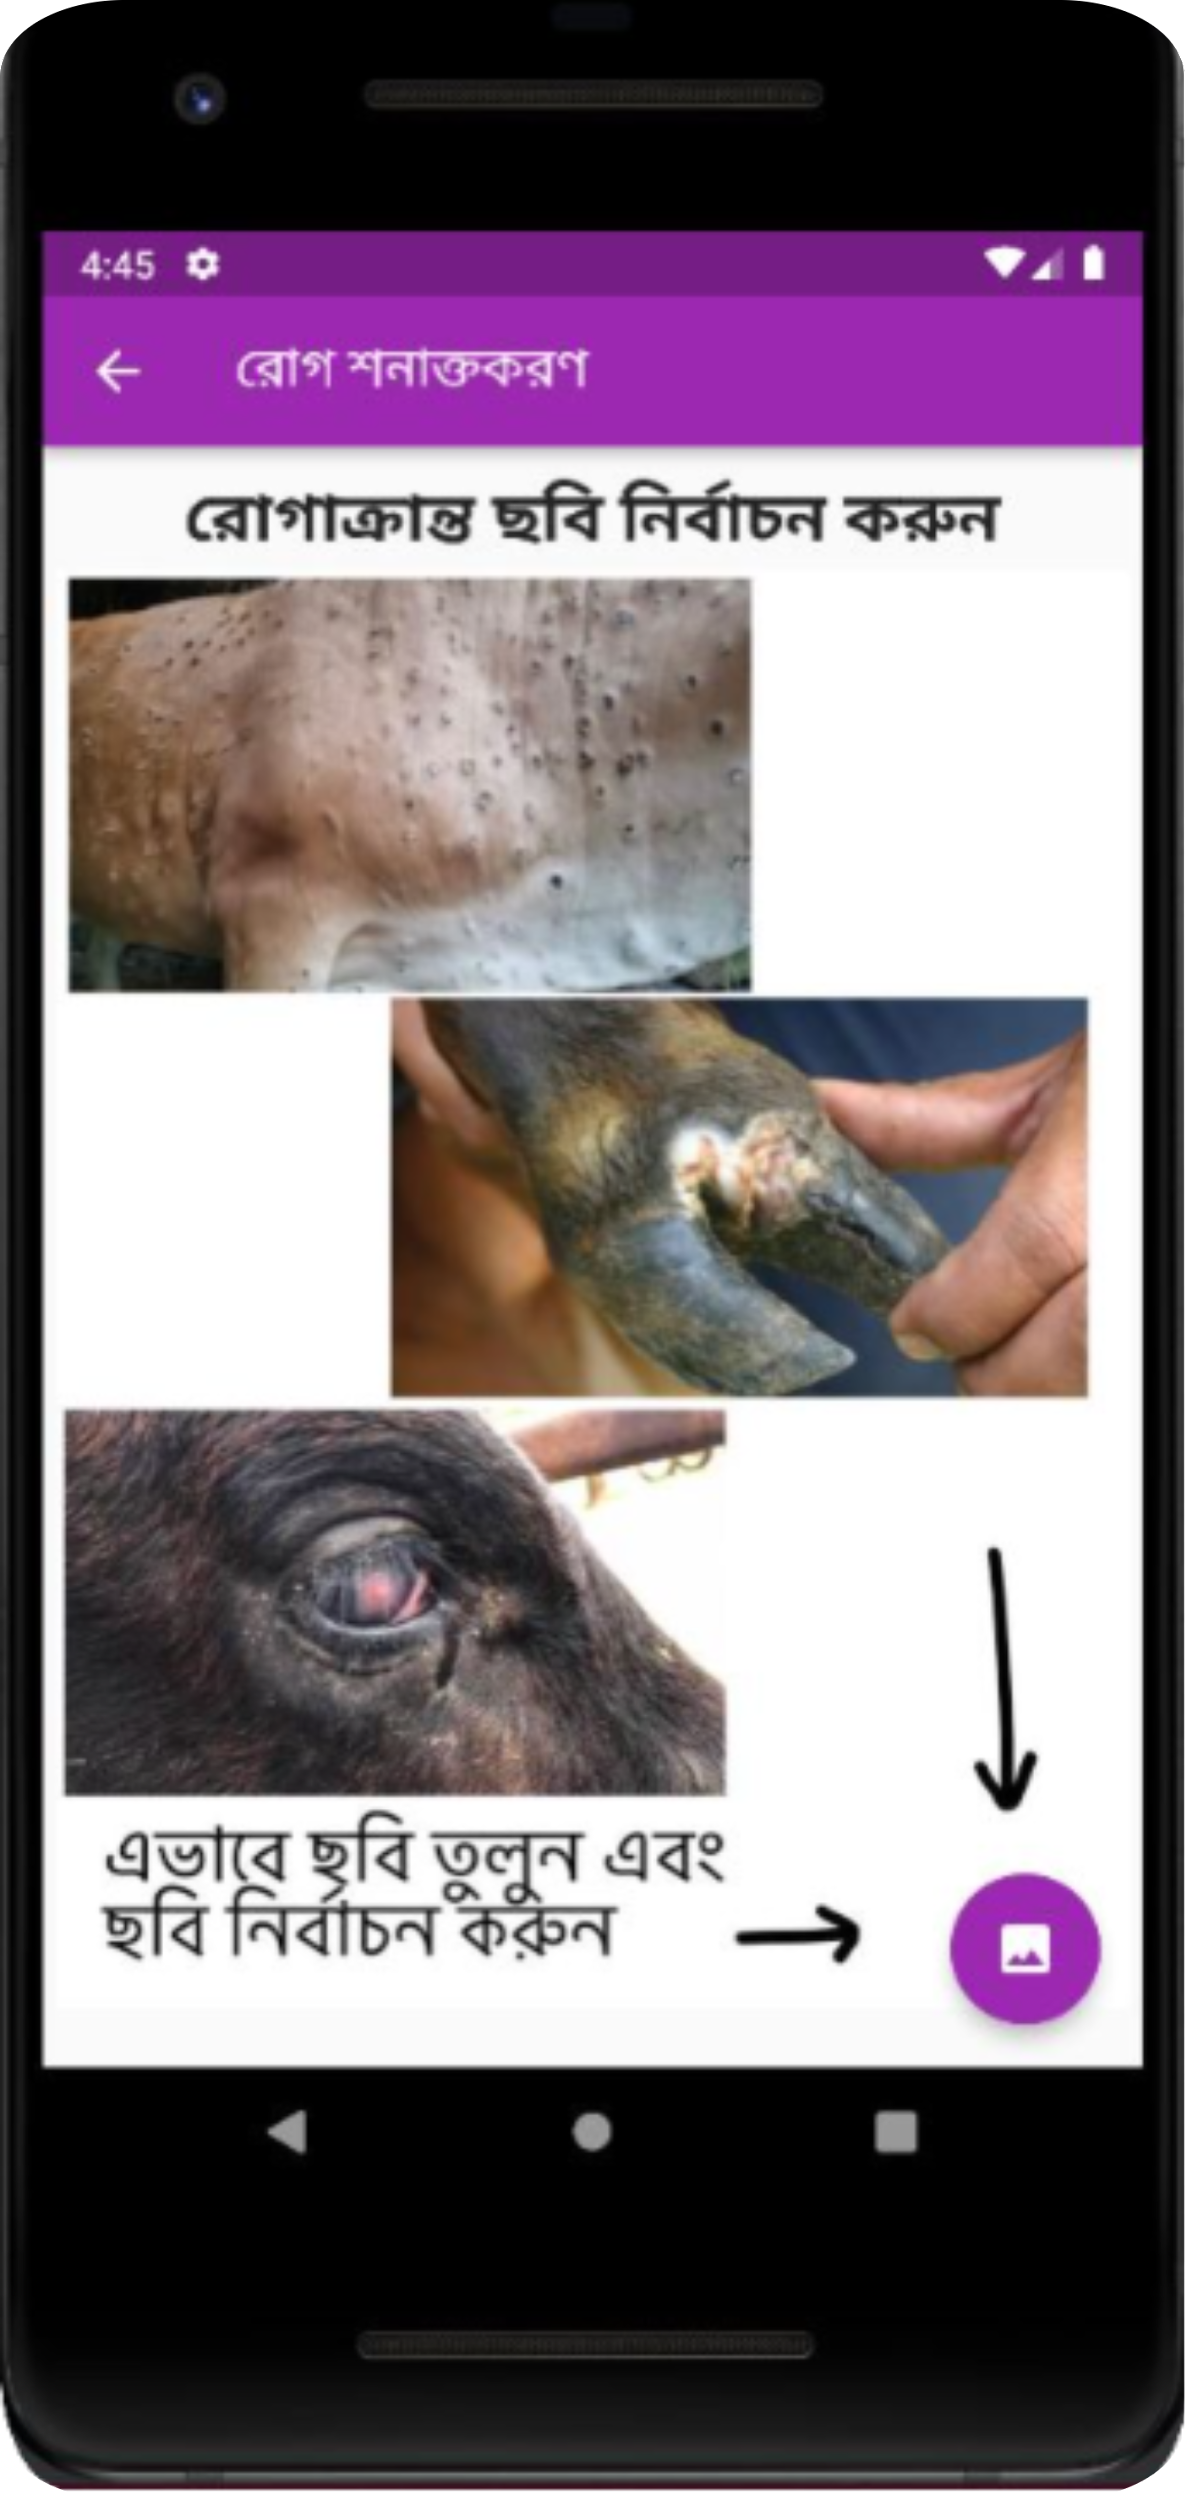 4:45
রোগ শনাক্তকরণ
রোগাক্রান্ত ছবি নির্বাচন করুন
এভাবে ছবি তুলুন এবং
ছবি নির্বাচন করুন